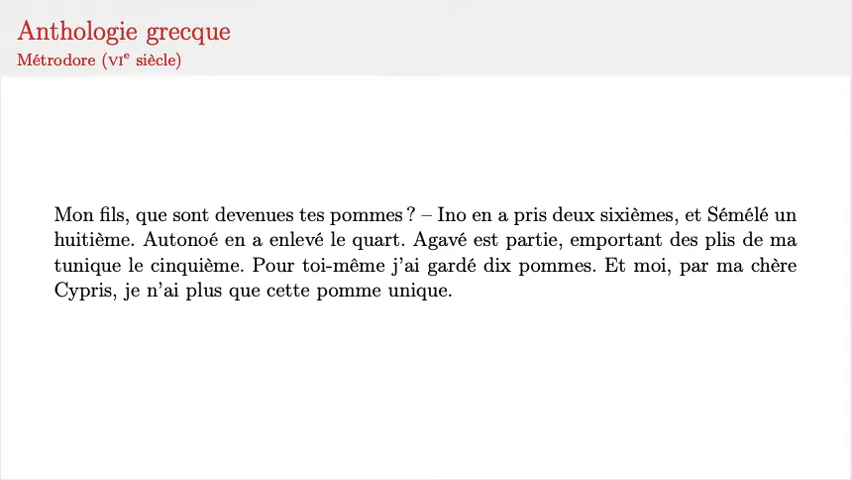 Anthologie grecque
Métrodore (VIe siècle)
Mon fils, que sont devenues tes pommes ? – Ino en a pris deux sixièmes, et Sémélé un
huitième. Autonoé en a enlevé le quart. Agavé est partie, emportant des plis de ma
tunique le cinquième. Pour toi-même j'ai gardé dix pommes. Et moi, par ma chère
Cypris, je n'ai plus que cette pomme unique.